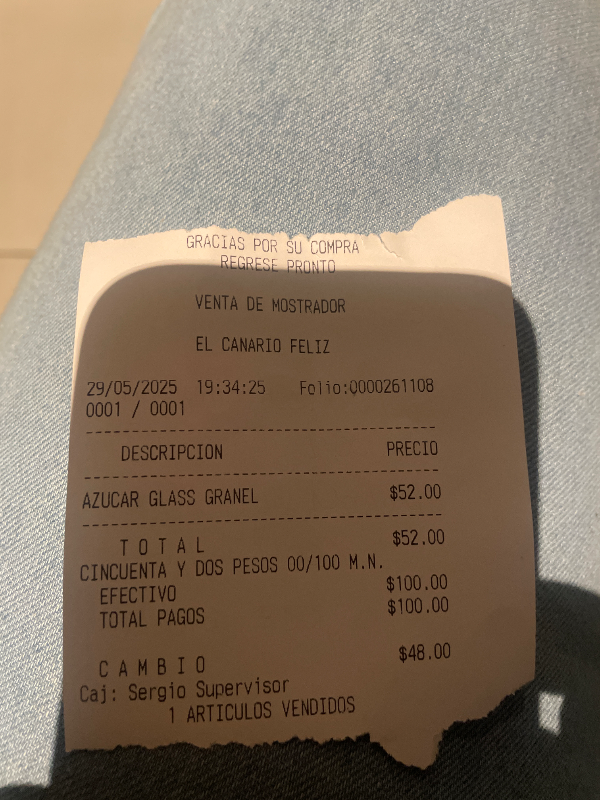 GRACIAS POR SU COMPRA
REGRESE PRONTO
VENTA DE MOSTRADOR
EL CANARIO FELIZ
29/05/2025 19:34:25 Folio:0000261108
0001 / 0001
DESCRIPCION PRECIO
AZUCAR GLASS GRANEL $52.00
T O T A L $52.00
CINCUENTA Y DOS PESOS 00/100 M.N.
EFECTIVO $100.00
TOTAL PAGOS $100.00
C A M B I O $48.00
Caj: Sergio Supervisor
1 ARTICULOS VENDIDOS